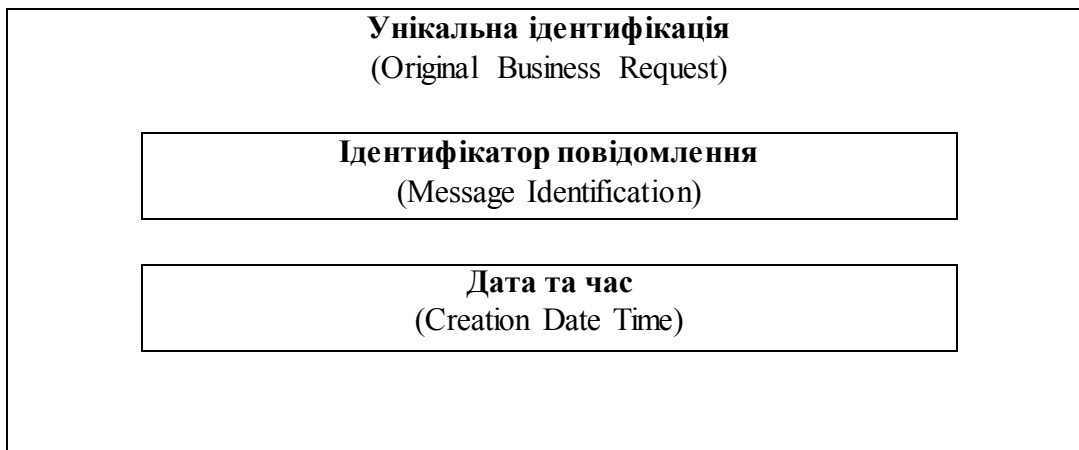 Унікальна ідентифікація
(Original Business Request)
Ідентифікатор повідомлення
(Message Identification)
Дата та час
(Creation Date Time)